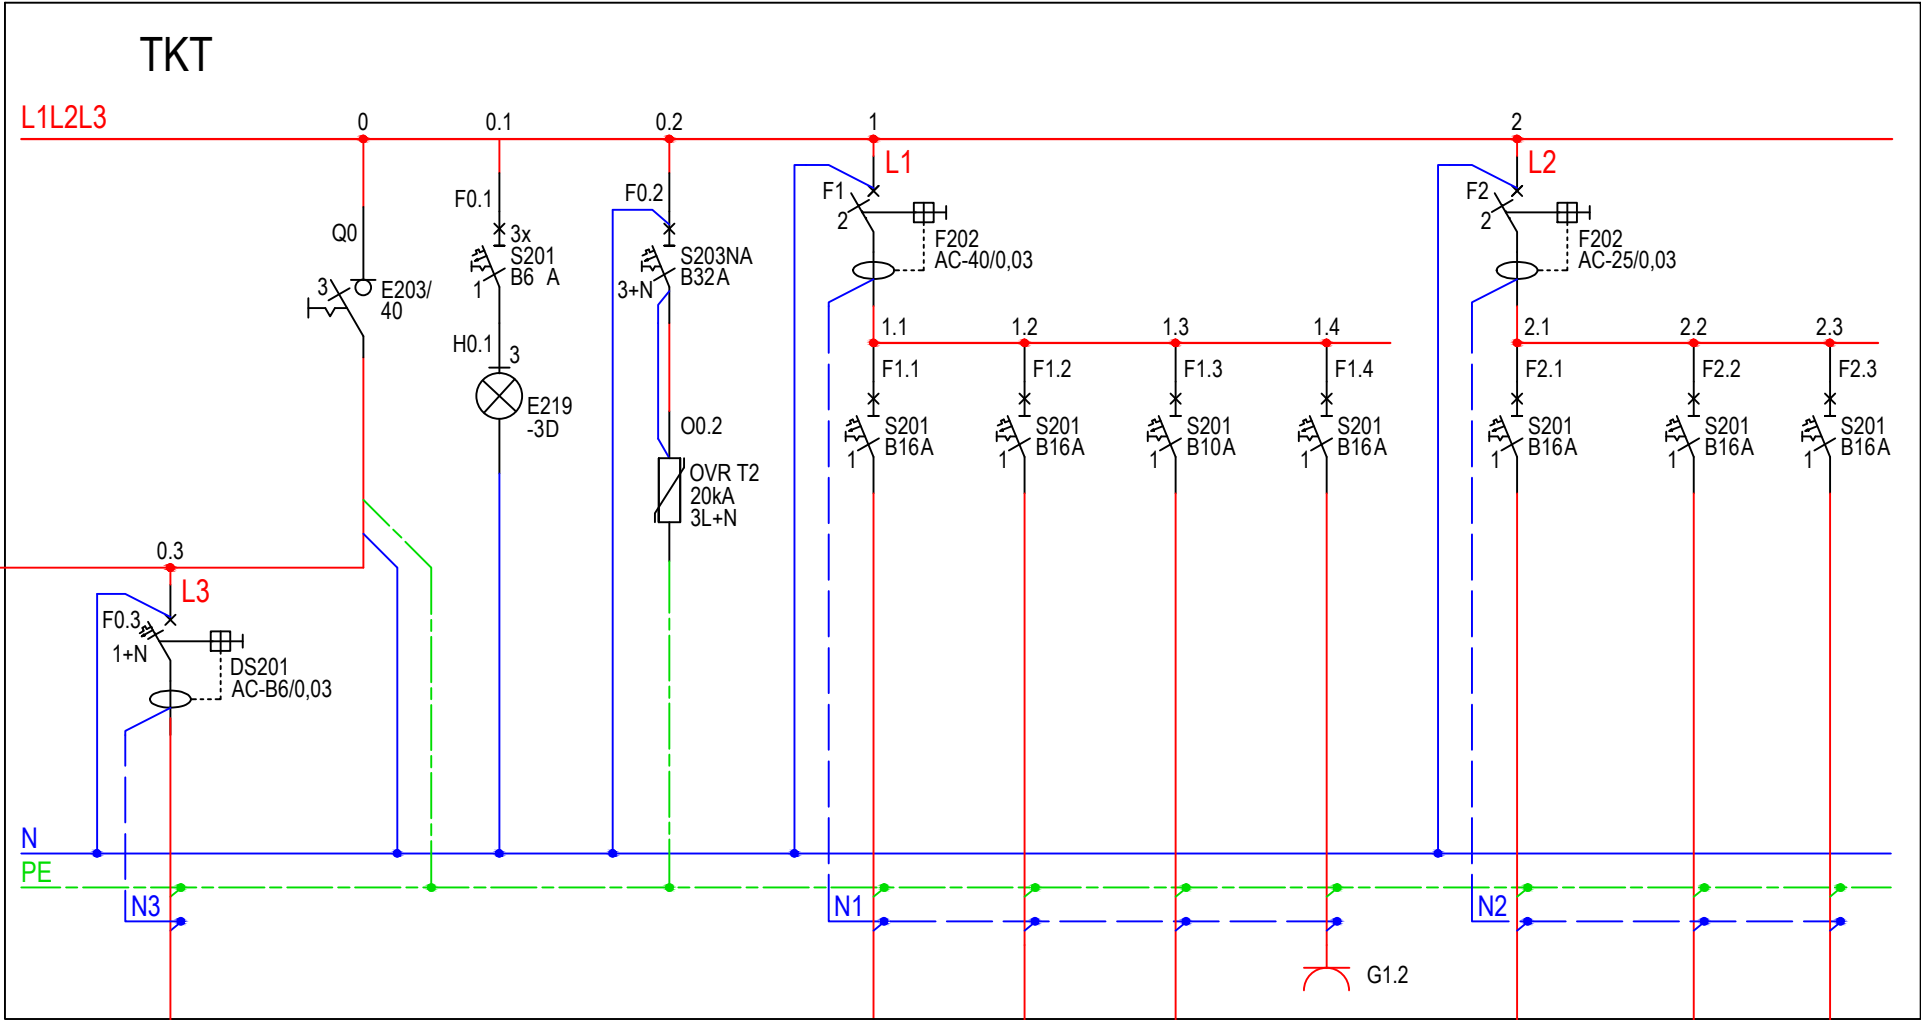 TKT
L1L2L3
0
0.1
0.2
1
2
L1
L2
Q0
3
E203/
40
F0.1
3x
S201
B6 A
1
H0.1
3
E219
-3D
F0.2
S203NA
B32A
3+N
O0.2
OVR T2
20kA
3L+N
F1
2
F202
AC-40/0,03
F2
2
F202
AC-25/0,03
1.1
1.2
1.3
1.4
2.1
2.2
2.3
F1.1
F1.2
F1.3
F1.4
F2.1
F2.2
F2.3
S201
B16A
1
S201
B16A
1
S201
B10A
1
S201
B16A
1
S201
B16A
1
S201
B16A
1
S201
B16A
1
0.3
L3
F0.3
1+N
DS201
AC-B6/0,03
N
PE
N3
N1
N2
G1.2